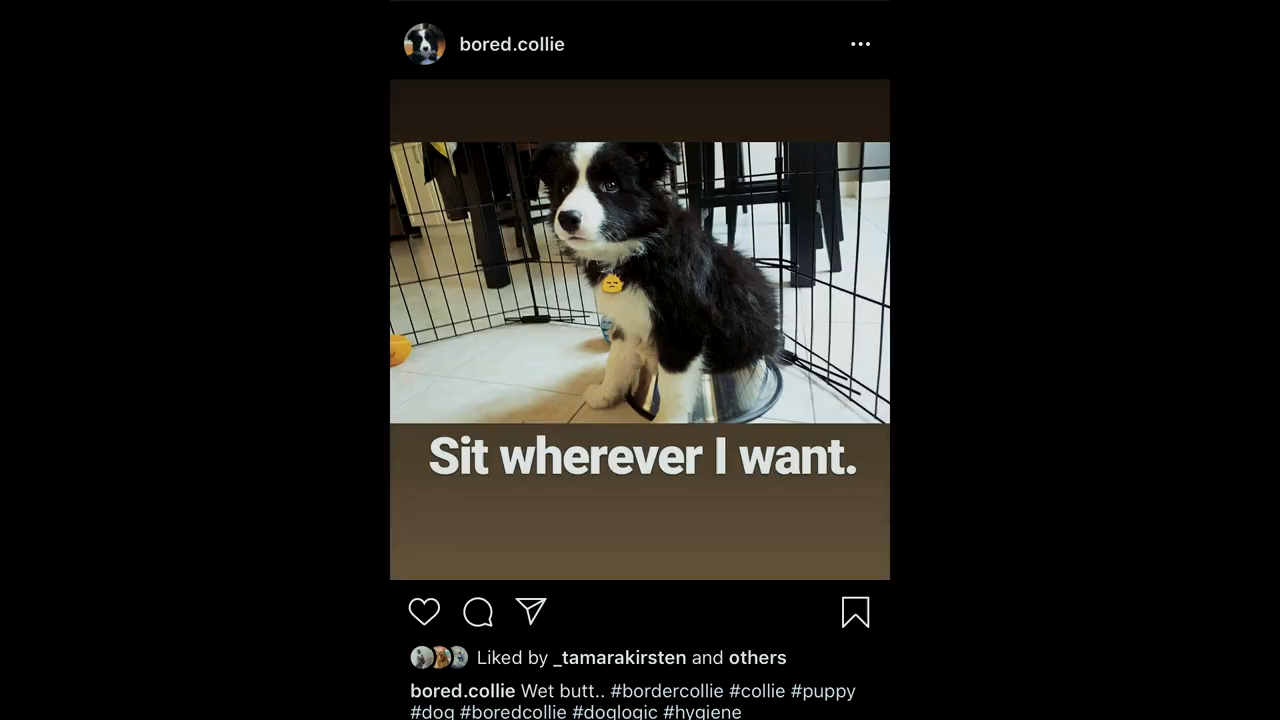 bored.collie
Sit wherever I want.
Liked by _tamarakirsten and others
bored.collie Wet butt.. #bordercollie #collie #puppy
#dog #boredcollie #doglogic #hygiene